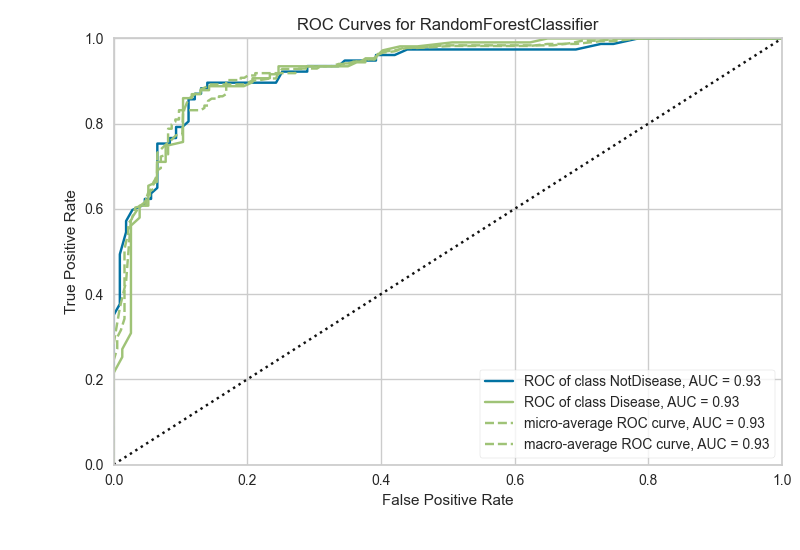 ROC Curves for RandomForestClassifier
1.0
0.8
0.6
0.4
0.2
0.0
True Positive Rate
ROC of class NotDisease, AUC = 0.93
ROC of class Disease, AUC = 0.93
micro-average ROC curve, AUC = 0.93
macro-average ROC curve, AUC = 0.93
0.0 0.2 0.4 0.6 0.8 1.0
False Positive Rate